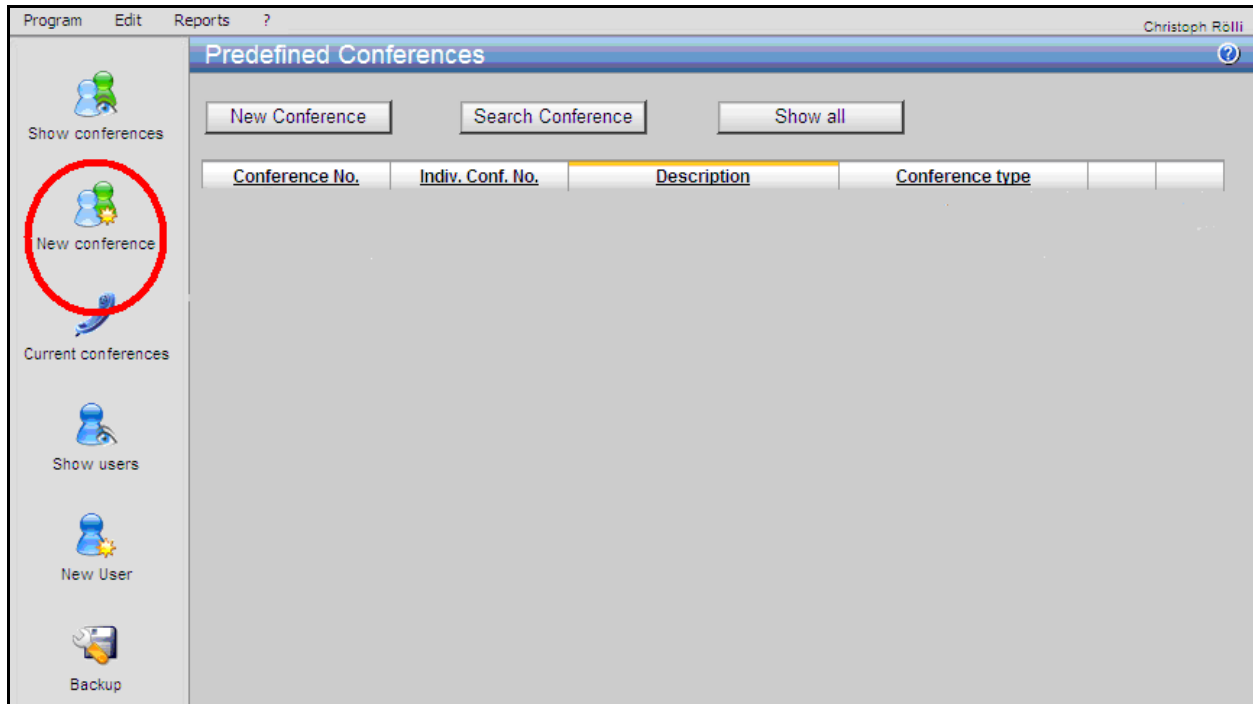 Program Edit Reports ?
Christoph Rölli
Predefined Conferences
?
Show conferences
New conference
Current conferences
Show users
New User
Backup
New Conference Search Conference Show all
Conference No. Indiv. Conf. No. Description Conference type